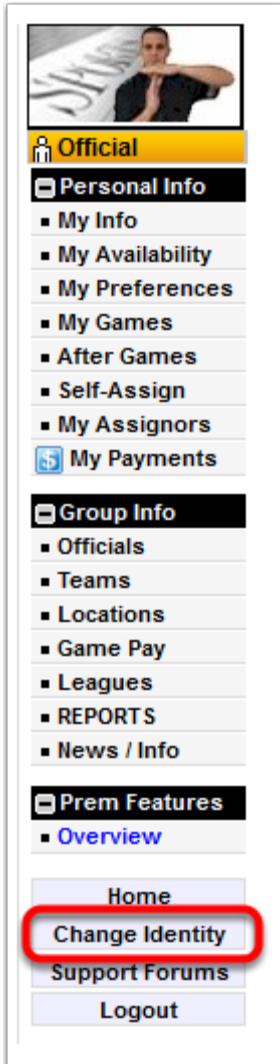 SPORT
Official
Personal Info
My Info
My Availability
My Preferences
My Games
After Games
Self-Assign
My Assignors
$ My Payments
Group Info
Officials
Teams
Locations
Game Pay
Leagues
REPORTS
News / Info
Prem Features
Overview
Home
Change Identity
Support Forums
Logout